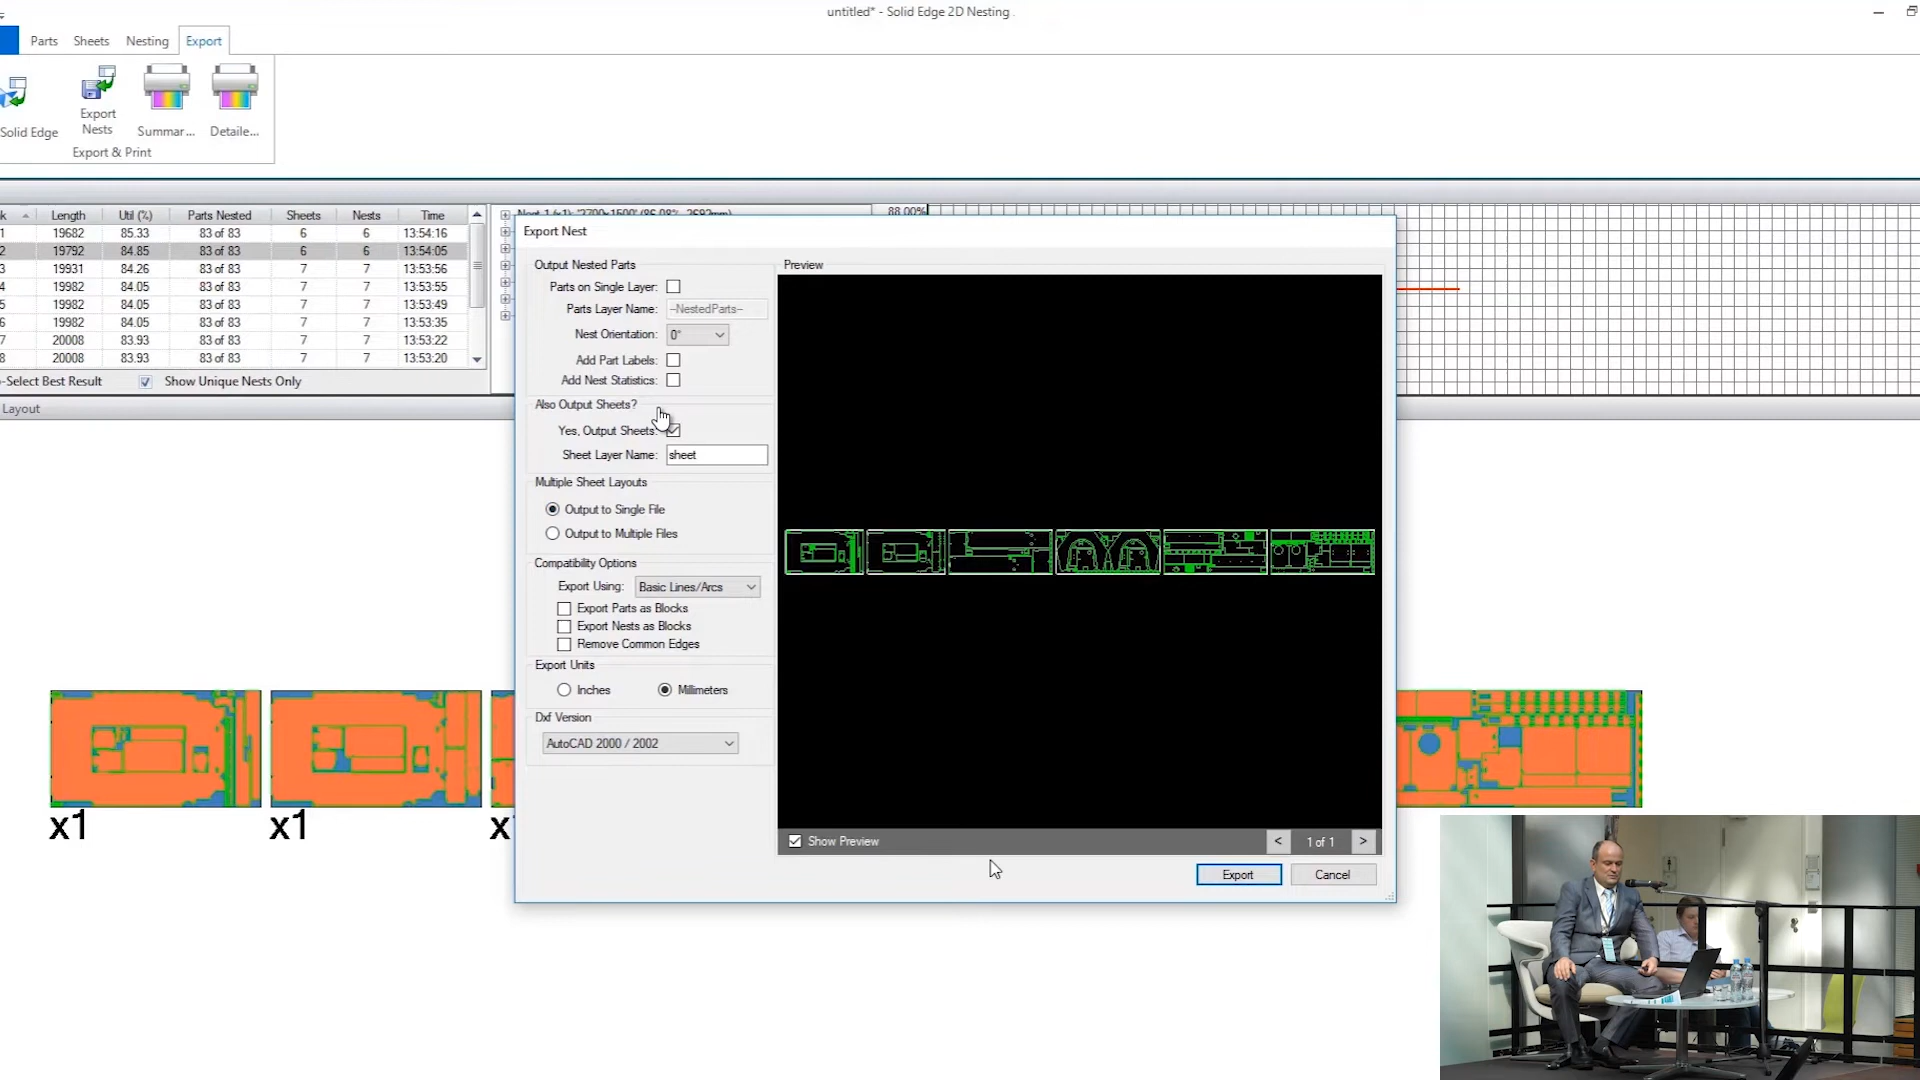 untitled* - Solid Edge 2D Nesting
Parts Sheets Nesting Export
Solid Edge
Export Nests
Summar...
Detaile...
Export & Print
k Length Util (%) Parts Nested Sheets Nests Time
1 19682 85.33 83 of 83 6 6 13:54:16
2 19792 84.85 83 of 83 6 6 13:54:05
3 19931 84.26 83 of 83 7 7 13:53:56
4 19982 84.05 83 of 83 7 7 13:53:55
5 19982 84.05 83 of 83 7 7 13:53:49
6 19982 84.05 83 of 83 7 7 13:53:35
7 20008 83.93 83 of 83 7 7 13:53:22
8 20008 83.93 83 of 83 7 7 13:53:20
-Select Best Result Show Unique Nests Only
Layout
Nest 1 (x1): '2700x1500' (86.08%, 2692mm)
88.00%
Export Nest
Output Nested Parts
Parts on Single Layer:
Parts Layer Name: --NestedParts--
Nest Orientation: 0°
Add Part Labels:
Add Nest Statistics:
Also Output Sheets?
Yes, Output Sheets:
Sheet Layer Name: sheet
Multiple Sheet Layouts
Output to Single File
Output to Multiple Files
Compatibility Options
Export Using: Basic Lines/Arcs
Export Parts as Blocks
Export Nests as Blocks
Remove Common Edges
Export Units
Inches Millimeters
Dxf Version
AutoCAD 2000 / 2002
Preview
Show Preview < 1 of 1 >
Export Cancel
x1 x1 x